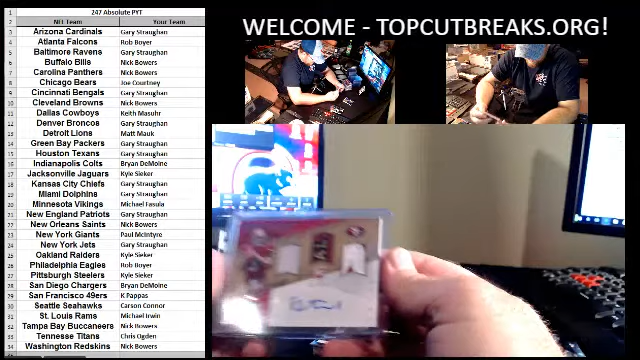 247 Absolute PYT
NFL Team Your Team
Arizona Cardinals Gary Straughan
Atlanta Falcons Rob Boyer
Baltimore Ravens Gary Straughan
Buffalo Bills Nick Bowers
Carolina Panthers Nick Bowers
Chicago Bears Joe Courtney
Cincinnati Bengals Gary Straughan
Cleveland Browns Nick Bowers
Dallas Cowboys Keith Masuhr
Denver Broncos Gary Straughan
Detroit Lions Matt Mauk
Green Bay Packers Gary Straughan
Houston Texans Gary Straughan
Indianapolis Colts Bryan DeMoine
Jacksonville Jaguars Kyle Sieker
Kansas City Chiefs Gary Straughan
Miami Dolphins Gary Straughan
Minnesota Vikings Michael Fasula
New England Patriots Gary Straughan
New Orleans Saints Nick Bowers
New York Giants Paul McIntyre
New York Jets Gary Straughan
Oakland Raiders Kyle Sieker
Philadelphia Eagles Rob Boyer
Pittsburgh Steelers Kyle Sieker
San Diego Chargers Bryan DeMoine
San Francisco 49ers K Pappas
Seattle Seahawks Carson Connor
St. Louis Rams Michael Irwin
Tampa Bay Buccaneers Nick Bowers
Tennesse Titans Chris Ogden
Washington Redskins Nick Bowers
WELCOME - TOPCUTBREAKS.ORG!